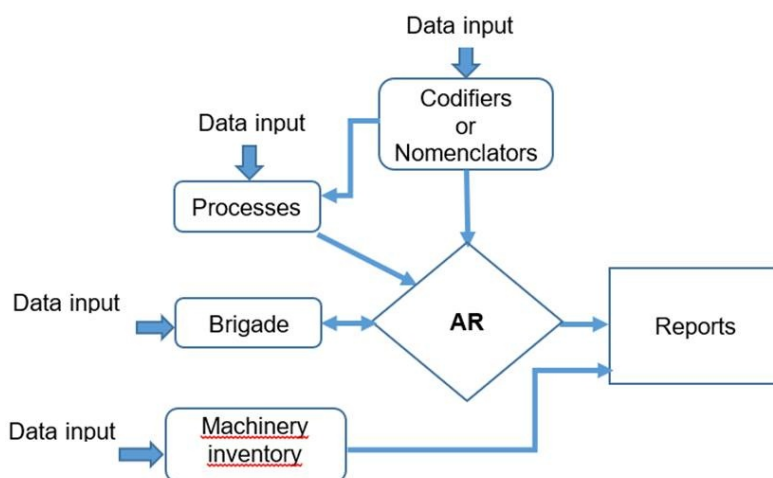 Data input
Codifiers
or
Nomenclators
Data input
Processes
Data input
Brigade
AR
Reports
Data input
Machinery
inventory